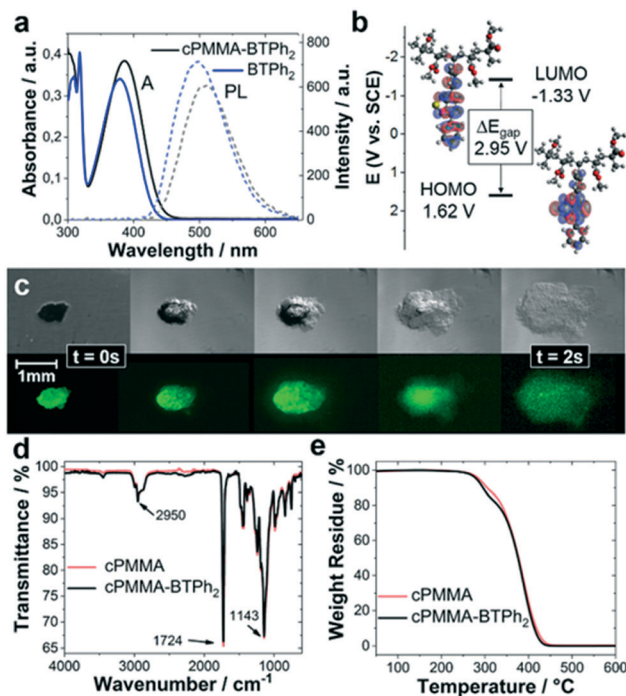 a
0.4
0.3
0.2
0.1
0.0
300
400
500
600
800
700
600
500
400
300
200
100
0
Absorbance / a.u.
Wavelength / nm
Intensity / a.u.
cPMMA-BTPh₂
BTPh₂
A
PL
b
E (V vs. SCE)
-2
-1
0
1
2
LUMO
-1.33 V
ΔEgap
2.95 V
HOMO
1.62 V
c
1mm
t = 0s
t = 2s
d
Transmittance / %
100
95
90
85
80
75
70
65
4000
3000
2000
1000
Wavenumber / cm⁻¹
2950
cPMMA
cPMMA-BTPh₂
1143
1724
e
Weight Residue / %
100
80
60
40
20
0
100
200
300
400
500
600
Temperature / °C
cPMMA
cPMMA-BTPh₂